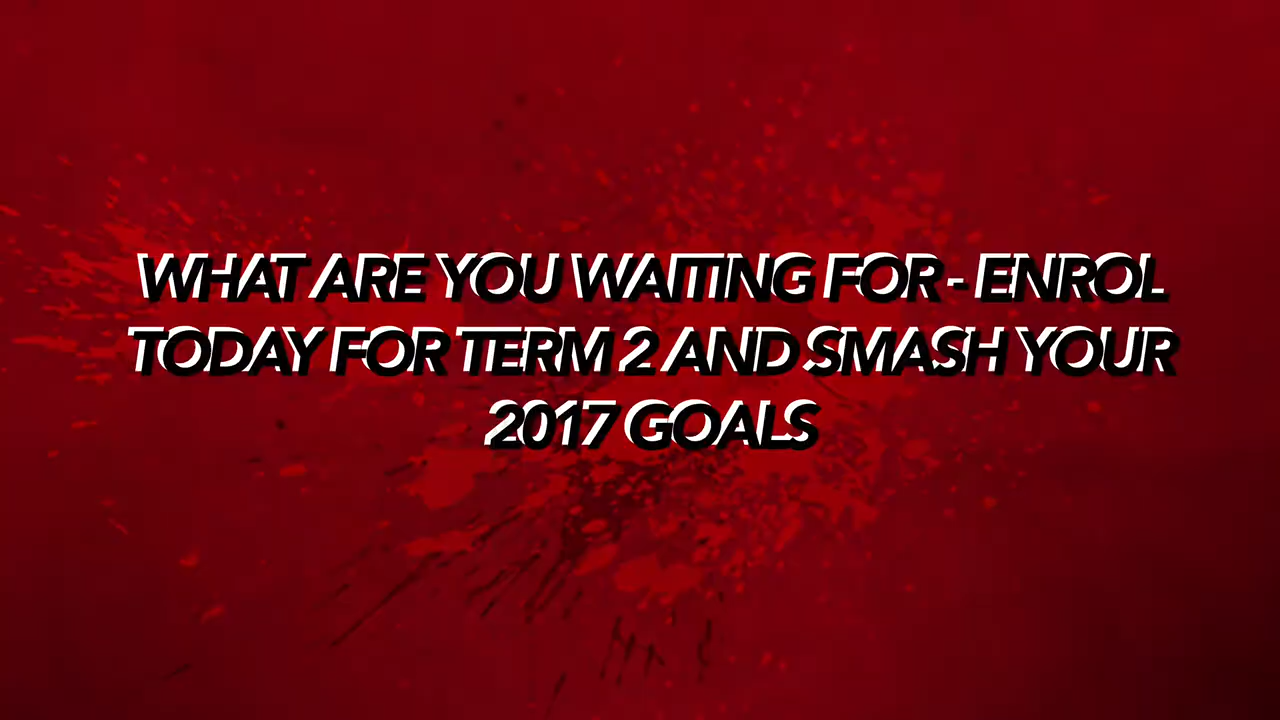 WHAT ARE YOU WAITING FOR - ENROL
TODAY FOR TERM 2 AND SMASH YOUR
2017 GOALS